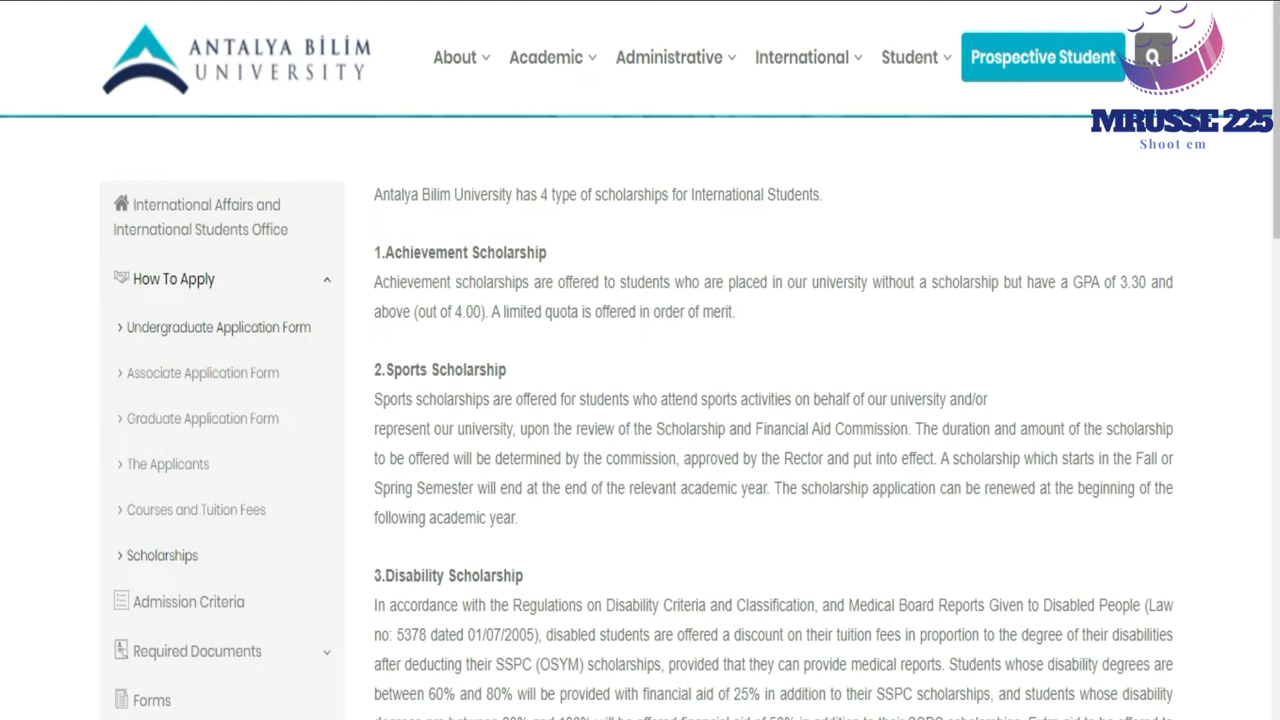 ANTALYA BİLİM
UNIVERSITY
About
Academic
Administrative
International
Student
Prospective Student
MRUSSE 225
Shoot em
International Affairs and
International Students Office
How To Apply
Undergraduate Application Form
Associate Application Form
Graduate Application Form
The Applicants
Courses and Tuition Fees
Scholarships
Admission Criteria
Required Documents
Forms
Antalya Bilim University has 4 type of scholarships for International Students.
1.Achievement Scholarship
Achievement scholarships are offered to students who are placed in our university without a scholarship but have a GPA of 3.30 and
above (out of 4.00). A limited quota is offered in order of merit.
2.Sports Scholarship
Sports scholarships are offered for students who attend sports activities on behalf of our university and/or
represent our university, upon the review of the Scholarship and Financial Aid Commission. The duration and amount of the scholarship
to be offered will be determined by the commission, approved by the Rector and put into effect. A scholarship which starts in the Fall or
Spring Semester will end at the end of the relevant academic year. The scholarship application can be renewed at the beginning of the
following academic year.
3.Disability Scholarship
In accordance with the Regulations on Disability Criteria and Classification, and Medical Board Reports Given to Disabled People (Law
no: 5378 dated 01/07/2005), disabled students are offered a discount on their tuition fees in proportion to the degree of their disabilities
after deducting their SSPC (OSYM) scholarships, provided that they can provide medical reports. Students whose disability degrees are
between 60% and 80% will be provided with financial aid of 25% in addition to their SSPC scholarships, and students whose disability